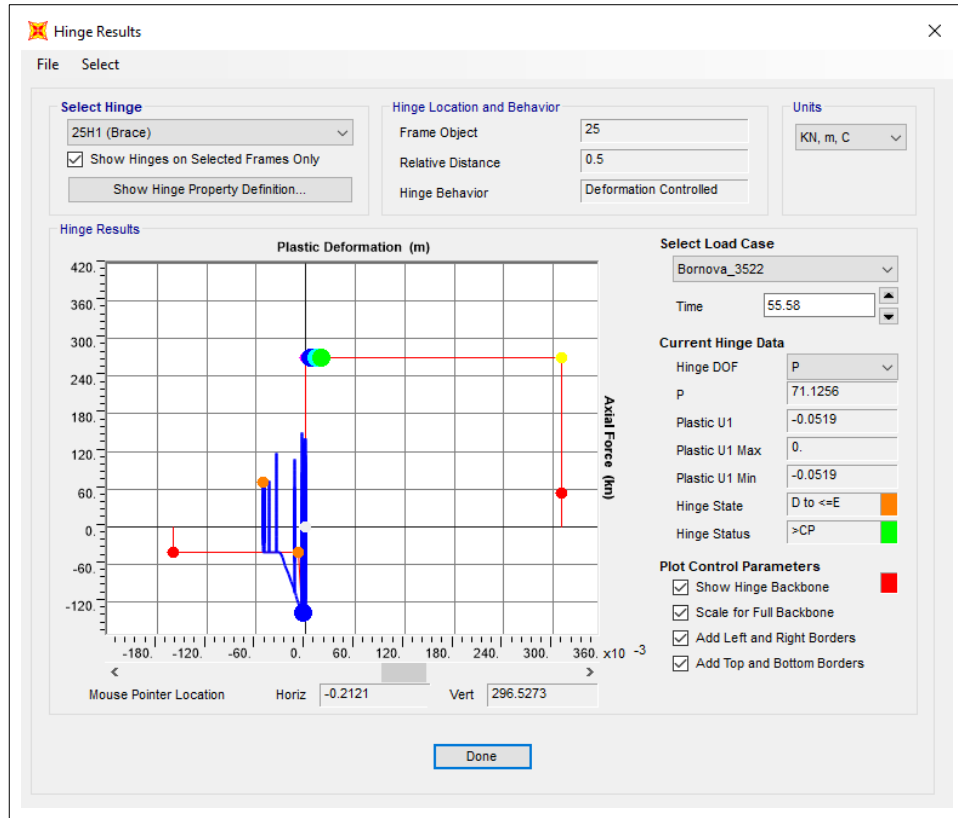 Hinge Results
File Select
Select Hinge
25H1 (Brace)
Show Hinges on Selected Frames Only
Show Hinge Property Definition...
Hinge Location and Behavior
Frame Object 25
Relative Distance 0.5
Hinge Behavior Deformation Controlled
Units
KN, m, C
Hinge Results
Plastic Deformation (m)
420.
360.
300.
240.
180.
120.
60.
0.
-60.
-120.
Axial Force (kn)
-180. -120. -60. 0. 60. 120. 180. 240. 300. 360. x10 -3
< >
Mouse Pointer Location Horiz -0.2121 Vert 296.5273
Select Load Case
Bornova_3522
Time 55.58
Current Hinge Data
Hinge DOF P
P 71.1256
Plastic U1 -0.0519
Plastic U1 Max 0.
Plastic U1 Min -0.0519
Hinge State D to <=E
Hinge Status >CP
Plot Control Parameters
Show Hinge Backbone
Scale for Full Backbone
Add Left and Right Borders
Add Top and Bottom Borders
Done